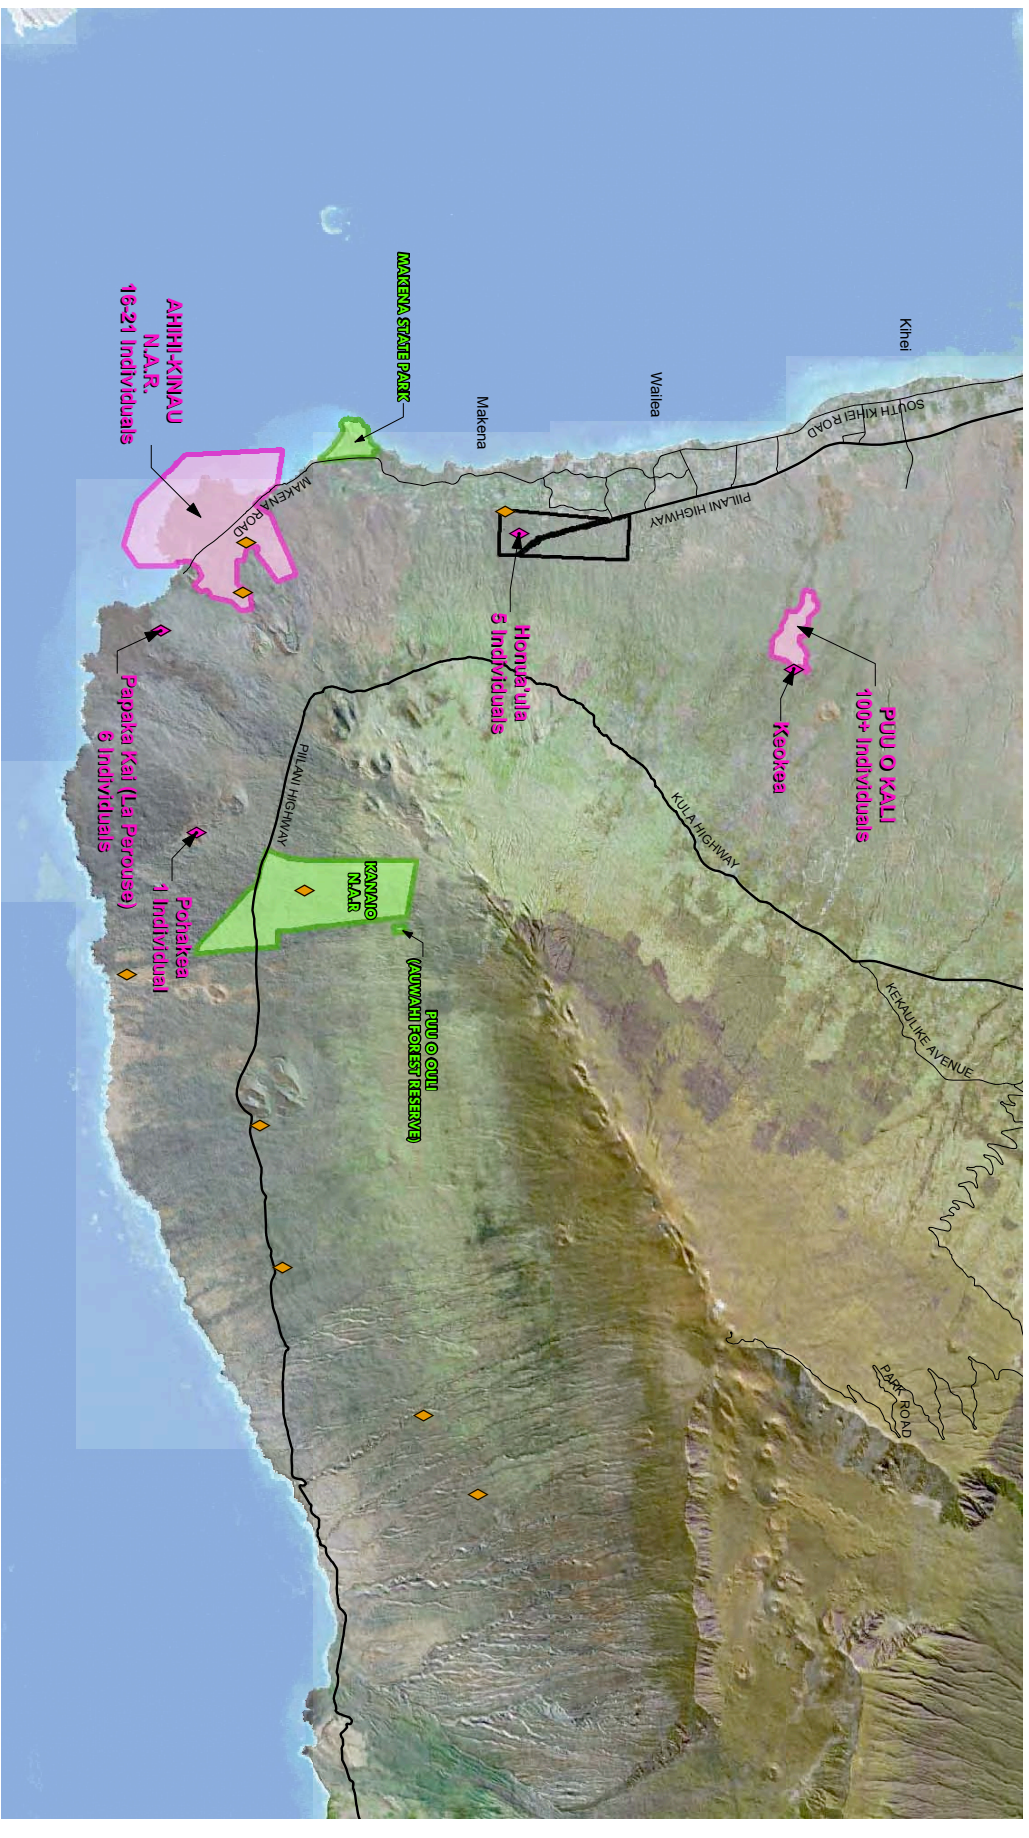 Kihei
SOUTH KIHEI ROAD
Wailea
PIILANI HIGHWAY
Makena
MAKENA STATE PARK
AHIHI-KINAU
N.A.R.
16-21 Individuals
MAKENA ROAD
PUU O KALI
100+ Individuals
Keokea
Honua'ula
5 Individuals
Papaka Kai (La Perouse)
6 Individuals
Pohakea
1 Individual
PIILANI HIGHWAY
KULA HIGHWAY
KANAIO
N.A.R
PUU O OULI
(AUWAHI FOREST RESERVE)
KEKAULIKE AVENUE
PARK ROAD